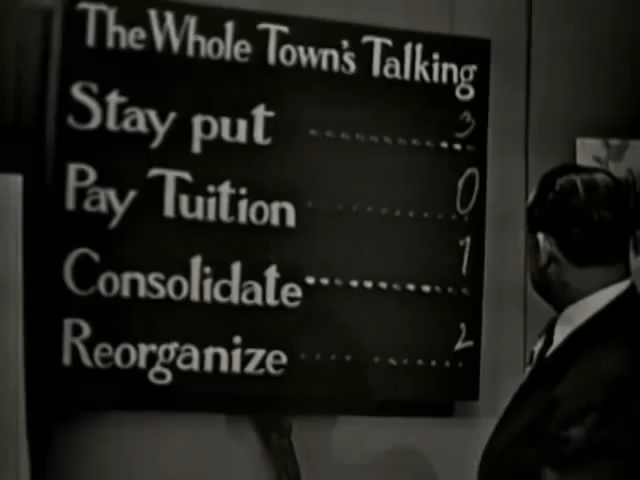 The Whole Town's Talking
Stay put ............... 3
Pay Tuition ............ 0
Consolidate ............ 1
Reorganize ............ 2